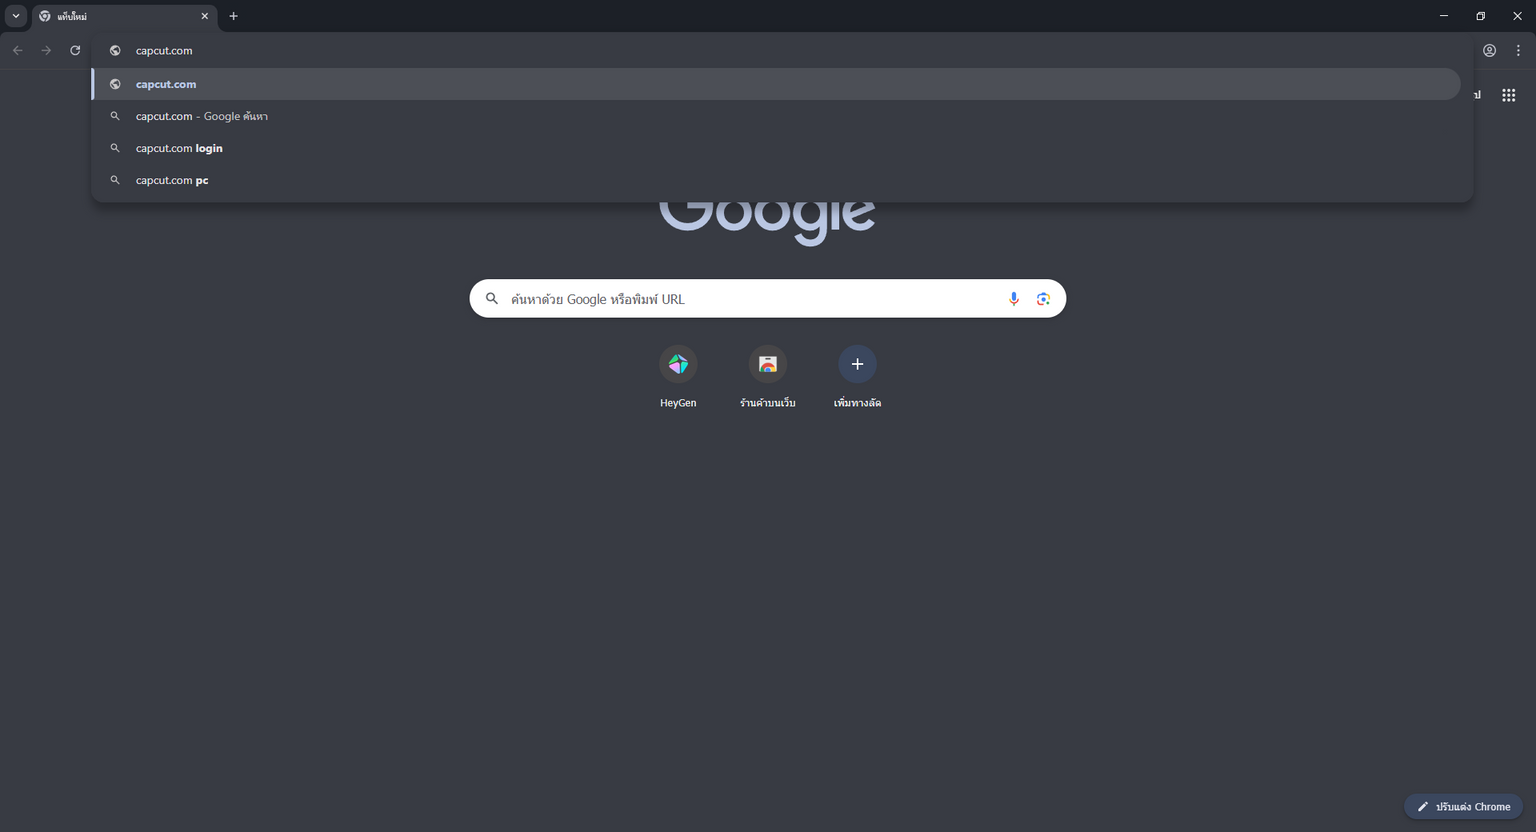 แท็บใหม่
capcut.com
capcut.com
capcut.com - Google ค้นหา
capcut.com login
capcut.com pc
Google
ค้นหาด้วย Google หรือพิมพ์ URL
HeyGen
ร้านค้าบนเว็บ
เพิ่มทางลัด
ปรับแต่ง Chrome